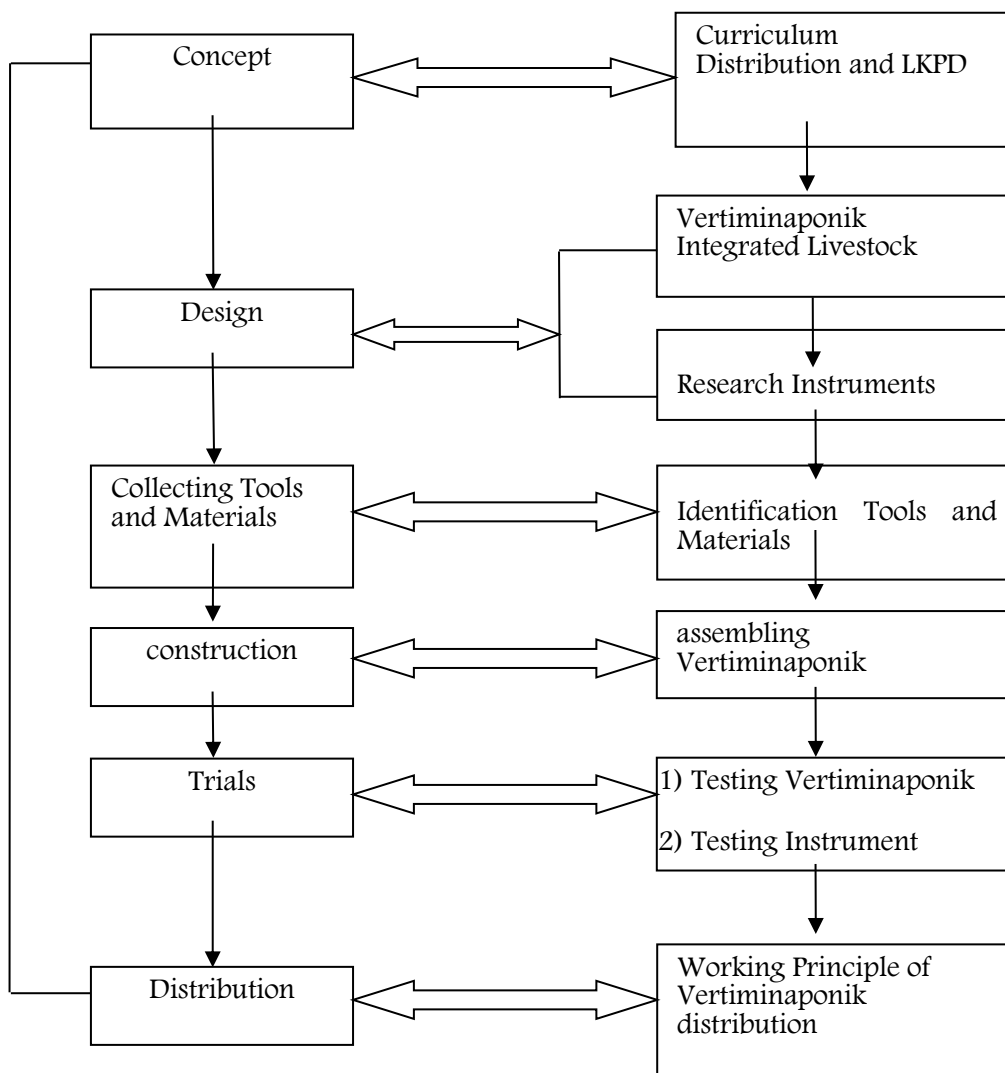 Concept
Curriculum
Distribution and LKPD
Vertiminaponik
Integrated Livestock
Design
Research Instruments
Collecting Tools
and Materials
Identification Tools and
Materials
construction
assembling
Vertiminaponik
Trials
1) Testing Vertiminaponik
2) Testing Instrument
Distribution
Working Principle of
Vertiminaponik
distribution